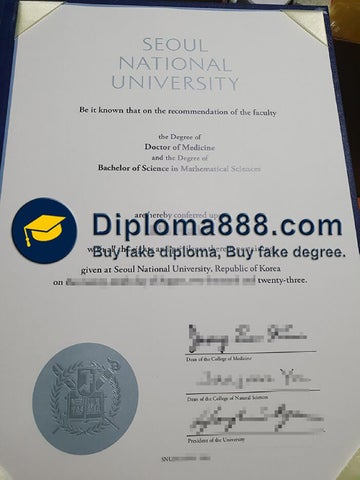 SEOUL
NATIONAL
UNIVERSITY
Be it known that on the recommendation of the faculty
the Degree of
Doctor of Medicine
and the Degree of
Bachelor of Science in Mathematical Sciences
are hereby conferred upon
Diploma888.com
Buy fake diploma, Buy fake degree.
given at Seoul National University, Republic of Korea
on twenty-three.
Dean of the College of Medicine
Dean of the College of Natural Sciences
President of the University